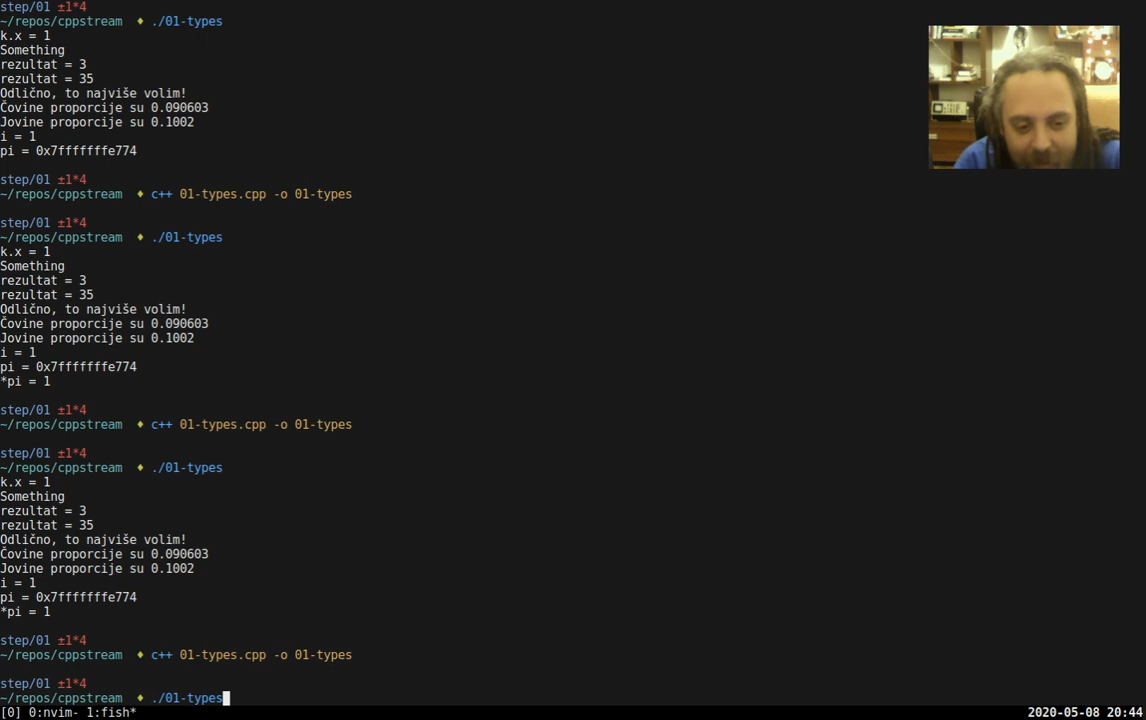 step/01 ±1*4
~/repos/cppstream ♦ ./01-types
k.x = 1
Something
rezultat = 3
rezultat = 35
Odlično, to najviše volim!
Čovine proporcije su 0.090603
Jovine proporcije su 0.1002
i = 1
pi = 0x7fffffffe774
step/01 ±1*4
~/repos/cppstream ♦ c++ 01-types.cpp -o 01-types
step/01 ±1*4
~/repos/cppstream ♦ ./01-types
k.x = 1
Something
rezultat = 3
rezultat = 35
Odlično, to najviše volim!
Čovine proporcije su 0.090603
Jovine proporcije su 0.1002
i = 1
pi = 0x7fffffffe774
*pi = 1
step/01 ±1*4
~/repos/cppstream ♦ c++ 01-types.cpp -o 01-types
step/01 ±1*4
~/repos/cppstream ♦ ./01-types
k.x = 1
Something
rezultat = 3
rezultat = 35
Odlično, to najviše volim!
Čovine proporcije su 0.090603
Jovine proporcije su 0.1002
i = 1
pi = 0x7fffffffe774
*pi = 1
step/01 ±1*4
~/repos/cppstream ♦ c++ 01-types.cpp -o 01-types
step/01 ±1*4
~/repos/cppstream ♦ ./01-types
[0] 0:nvim- 1:fish* 2020-05-08 20:44